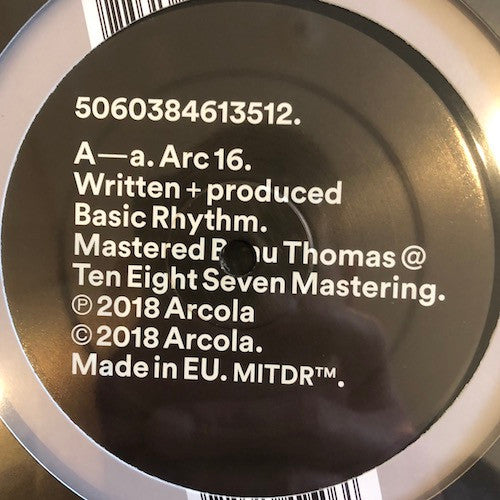 5060384613512.
A—a. Arc 16.
Written + produced
Basic Rhythm.
Mastered Thomas @
Ten Eight Seven Mastering.
℗ 2018 Arcola
© 2018 Arcola.
Made in EU. MITDR™.